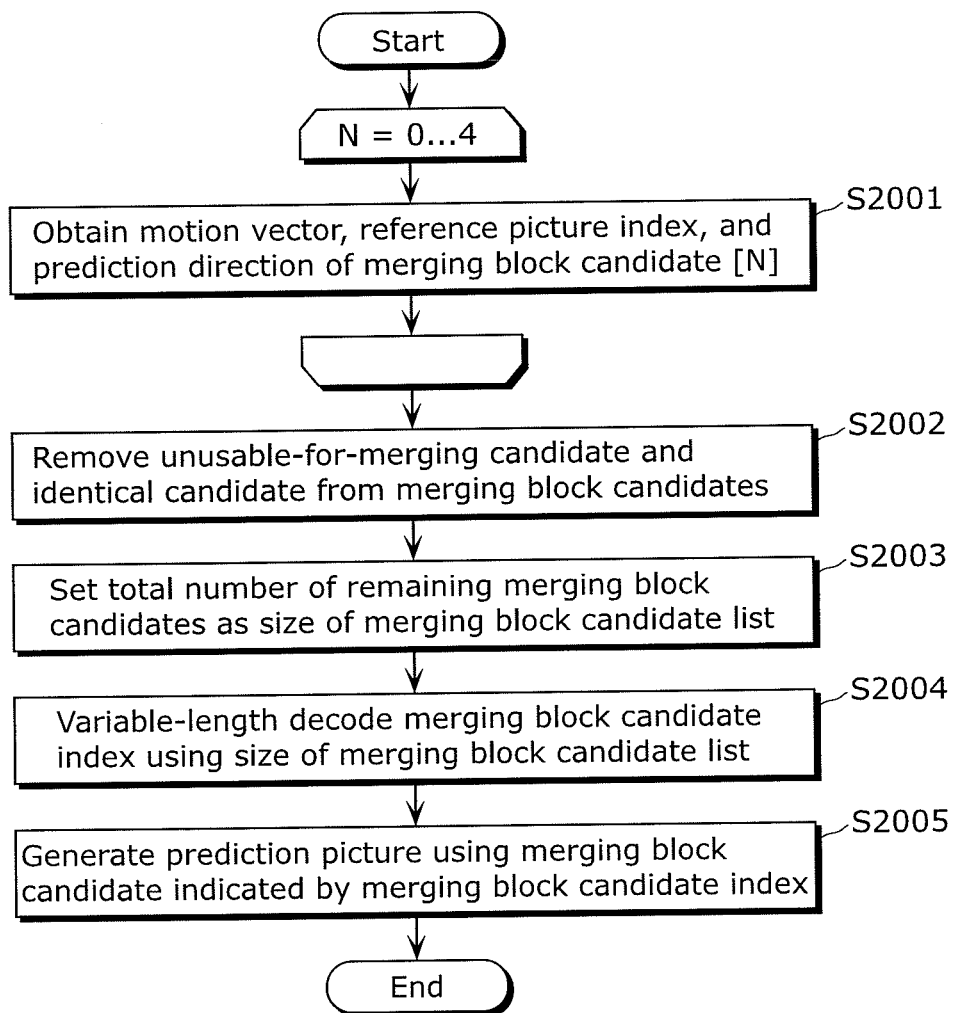 Start
N = 0...4
S2001
Obtain motion vector, reference picture index, and
prediction direction of merging block candidate [N]
S2002
Remove unusable-for-merging candidate and
identical candidate from merging block candidates
S2003
Set total number of remaining merging block
candidates as size of merging block candidate list
S2004
Variable-length decode merging block candidate
index using size of merging block candidate list
S2005
Generate prediction picture using merging block
candidate indicated by merging block candidate index
End